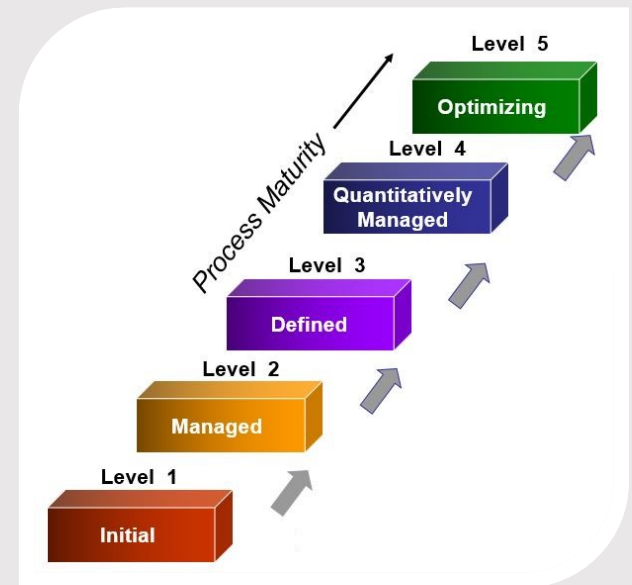 Level 5
Optimizing
Level 4
Quantitatively
Managed
Process Maturity
Level 3
Defined
Level 2
Managed
Level 1
Initial